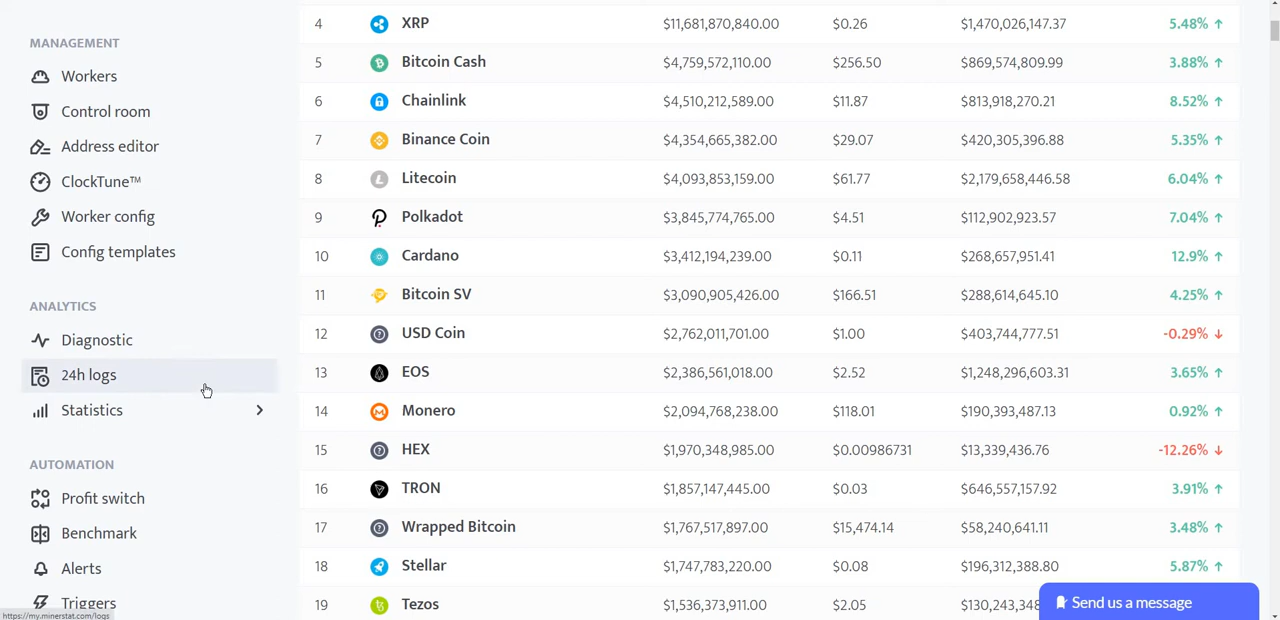 MANAGEMENT
Workers
Control room
Address editor
ClockTune™
Worker config
Config templates
ANALYTICS
Diagnostic
24h logs
Statistics
AUTOMATION
Profit switch
Benchmark
Alerts
Triggers
https://my.minerstat.com/logs
4 XRP $11,681,870,840.00 $0.26 $1,470,026,147.37 5.48% ↑
5 Bitcoin Cash $4,759,572,110.00 $256.50 $869,574,809.99 3.88% ↑
6 Chainlink $4,510,212,589.00 $11.87 $813,918,270.21 8.52% ↑
7 Binance Coin $4,354,665,382.00 $29.07 $420,305,396.88 5.35% ↑
8 Litecoin $4,093,853,159.00 $61.77 $2,179,658,446.58 6.04% ↑
9 Polkadot $3,845,774,765.00 $4.51 $112,902,923.57 7.04% ↑
10 Cardano $3,412,194,239.00 $0.11 $268,657,951.41 12.9% ↑
11 Bitcoin SV $3,090,905,426.00 $166.51 $288,614,645.10 4.25% ↑
12 USD Coin $2,762,011,701.00 $1.00 $403,744,777.51 -0.29% ↓
13 EOS $2,386,561,018.00 $2.52 $1,248,296,603.31 3.65% ↑
14 Monero $2,094,768,238.00 $118.01 $190,393,487.13 0.92% ↑
15 HEX $1,970,348,985.00 $0.00986731 $13,339,436.76 -12.26% ↓
16 TRON $1,857,147,445.00 $0.03 $646,557,157.92 3.91% ↑
17 Wrapped Bitcoin $1,767,517,897.00 $15,474.14 $58,240,641.11 3.48% ↑
18 Stellar $1,747,783,220.00 $0.08 $196,312,388.80 5.87% ↑
19 Tezos $1,536,373,911.00 $2.05 $130,243,348
Send us a message